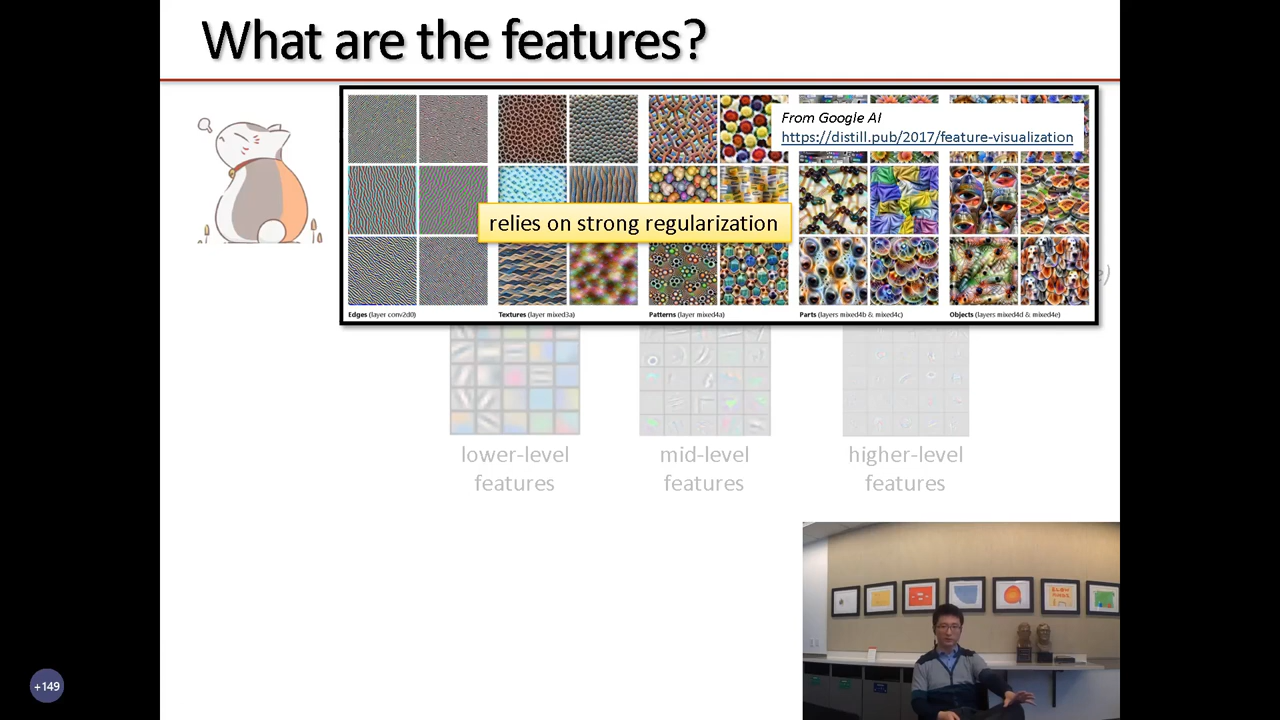 What are the features?
From Google AI
https://distill.pub/2017/feature-visualization
relies on strong regularization
e)
Edges (layer conv2d0)
Textures (layer mixed3a)
Patterns (layer mixed4a)
Parts (layers mixed4b & mixed4c)
Objects (layers mixed4d & mixed4e)
lower-level
features
mid-level
features
higher-level
features
+149